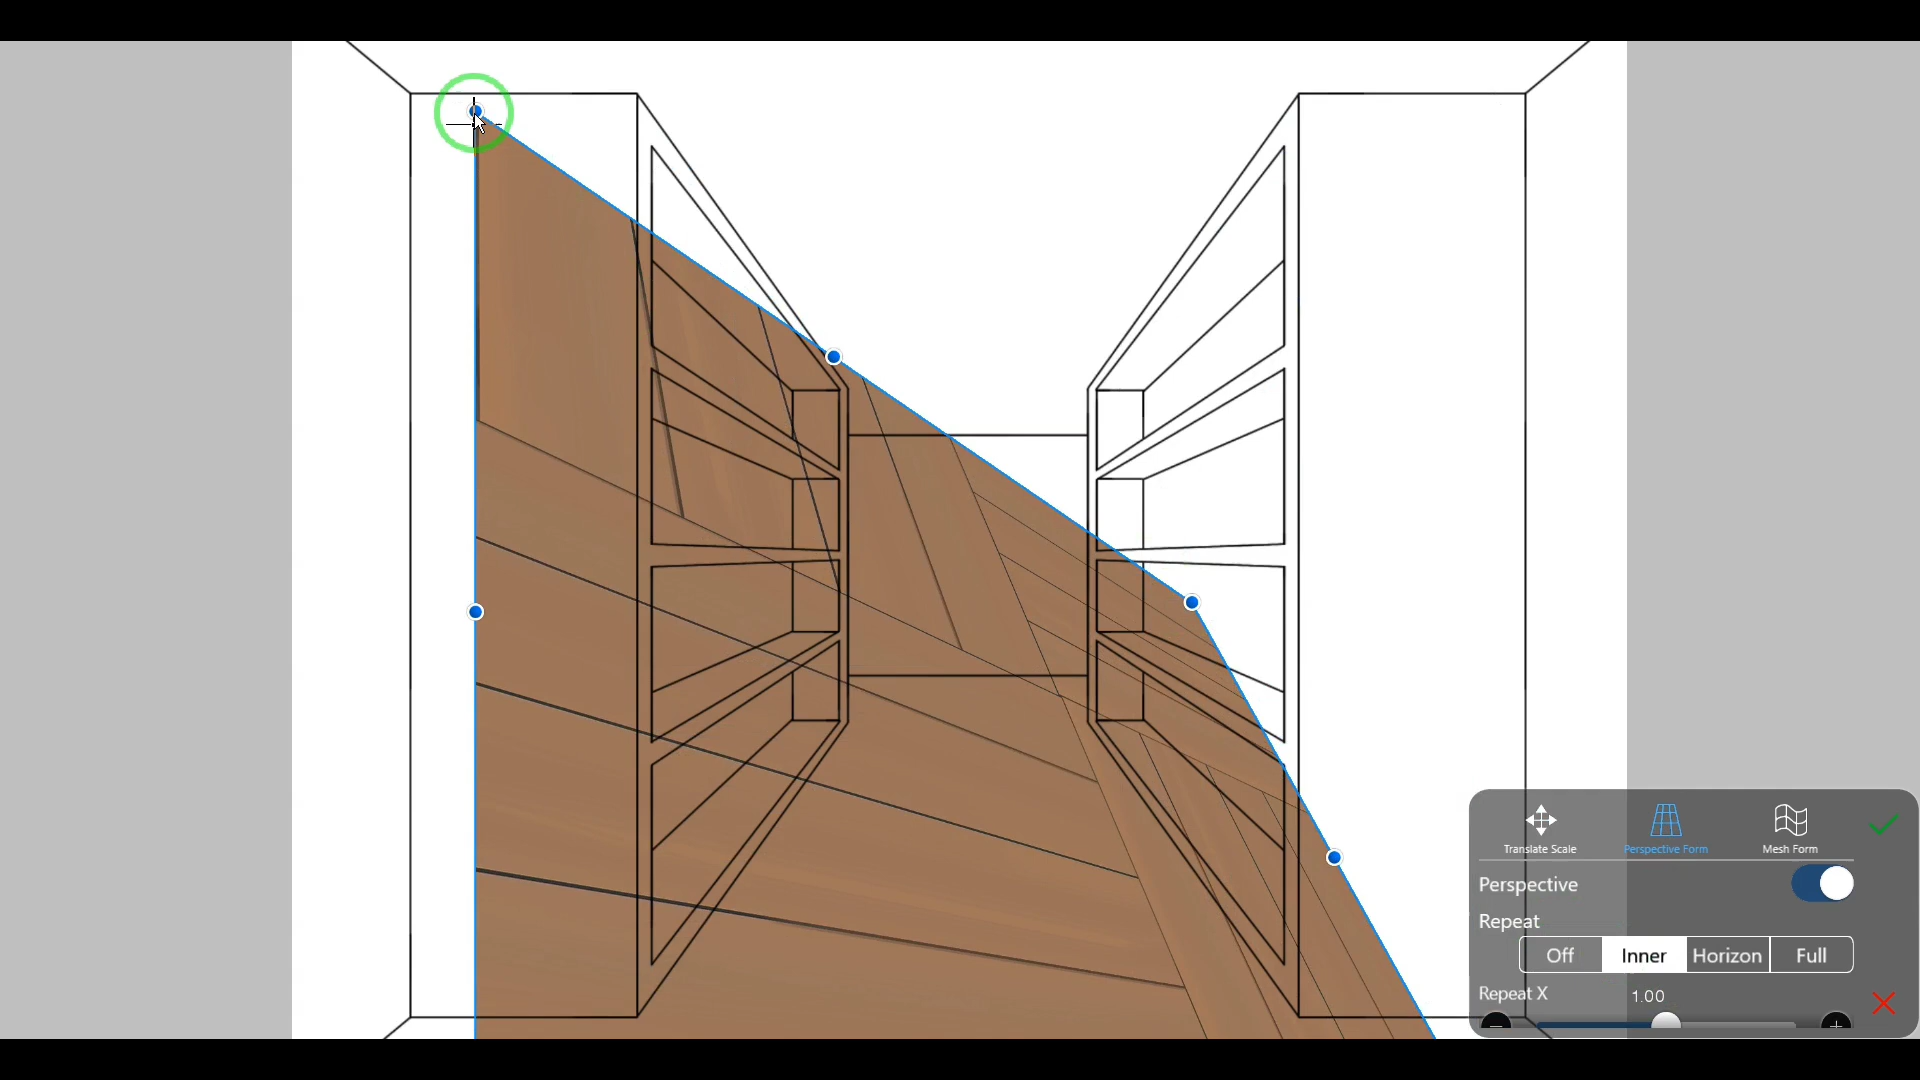 Translate Scale Perspective Form Mesh Form
Perspective
Repeat
Off Inner Horizon Full
Repeat X 1.00